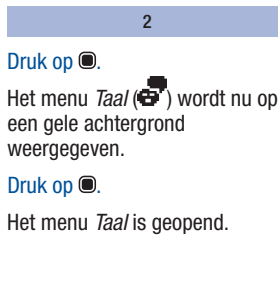 2
Druk op .
Het menu Taal () wordt nu op
een gele achtergrond
weergegeven.
Druk op .
Het menu Taal is geopend.